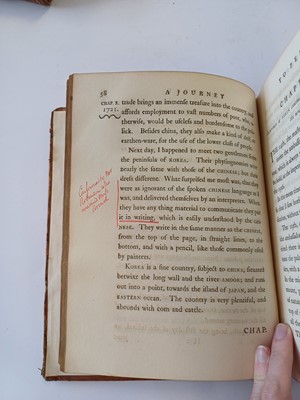 58
A JOURNEY
CHAP. X.
1721.
trade brings an immense treasure into the country, and
affords employment to vast numbers of poor, who, o-
therwise, would be useless and burdensome to the pub-
lick. Besides china, they also make a kind of delf, or
earthen-ware, for the use of the lower class of people.
Next day, I happened to meet two gentlemen from
the peninsula of KOREA. Their physiognomies were
nearly the same with those of the CHINESE; but their
dress different. What surprised me most was, that they
were as ignorant of the spoken CHINESE language as I
was, and delivered themselves by an interpreter. When
they have any thing material to communicate they put
it in writing, which is easily understood by the CHI-
NESE. They write in the same manner as the CHINESE,
from the top of the page, in straight lines, to the
bottom, and with a pencil, like those commonly used
by painters.
KOREA is a fine country, subject to CHINA, situated
betwixt the long wall and the river AMOOR; and runs
out into a point, towards the island of JAPAN, and the
EASTERN ocean. The country is very plentiful, and
abounds with corn and cattle.
CHAP.
TO PE
CHAP